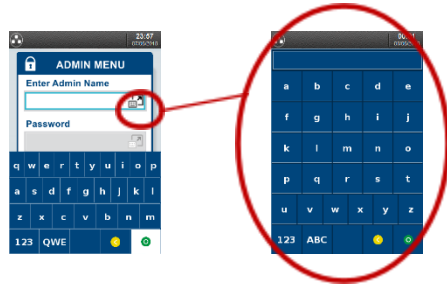 23:57
ADMIN MENU
Enter Admin Name
Password
q w e r t y u i o p
a s d f g h j k l
z x c v b n m
123 QWE C O
a b c d e
f g h i j
k l m n o
p q r s t
u v w x y z
123 ABC C O